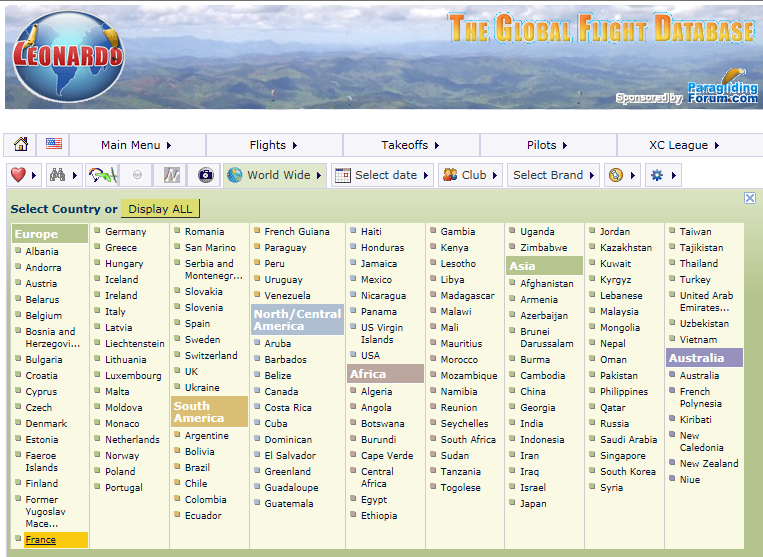 LEONARDO
THE GLOBAL FLIGHT DATABASE
Sponsored by Paragliding
Forum.com
Main Menu
Flights
Takeoffs
Pilots
XC League
World Wide
Select date
Club
Select Brand
Select Country or Display ALL
Europe
Albania
Andorra
Austria
Belarus
Belgium
Bosnia and
Herzegovi...
Bulgaria
Croatia
Cyprus
Czech
Denmark
Estonia
Faeroe
Islands
Finland
Former
Yugoslav
Mace...
France
Germany
Greece
Hungary
Iceland
Ireland
Italy
Latvia
Liechtenstein
Lithuania
Luxembourg
Malta
Moldova
Monaco
Netherlands
Norway
Poland
Portugal
Romania
San Marino
Serbia and
Montenegr...
Slovakia
Slovenia
Spain
Sweden
Switzerland
UK
Ukraine
South
America
Argentine
Bolivia
Brazil
Chile
Colombia
Ecuador
French Guiana
Paraguay
Peru
Uruguay
Venezuela
North/Central
America
Aruba
Barbados
Belize
Canada
Costa Rica
Cuba
Dominican
El Salvador
Greenland
Guadaloupe
Guatemala
Haiti
Honduras
Jamaica
Mexico
Nicaragua
Panama
US Virgin
Islands
USA
Africa
Algeria
Angola
Botswana
Burundi
Cape Verde
Central
Africa
Egypt
Ethiopia
Gambia
Kenya
Lesotho
Libya
Madagascar
Malawi
Mali
Mauritius
Morocco
Mozambique
Namibia
Reunion
Seychelles
South Africa
Sudan
Tanzania
Togolese
Uganda
Zimbabwe
Asia
Afghanistan
Armenia
Azerbaijan
Brunei
Darussalam
Burma
Cambodia
China
Georgia
India
Indonesia
Iran
Iraq
Israel
Japan
Jordan
Kazakhstan
Kuwait
Kyrgyz
Lebanese
Malaysia
Mongolia
Nepal
Oman
Pakistan
Philippines
Qatar
Russia
Saudi Arabia
Singapore
South Korea
Syria
Taiwan
Tajikistan
Thailand
Turkey
United Arab
Emirates...
Uzbekistan
Vietnam
Australia
Australia
French
Polynesia
Kiribati
New
Caledonia
New Zealand
Niue